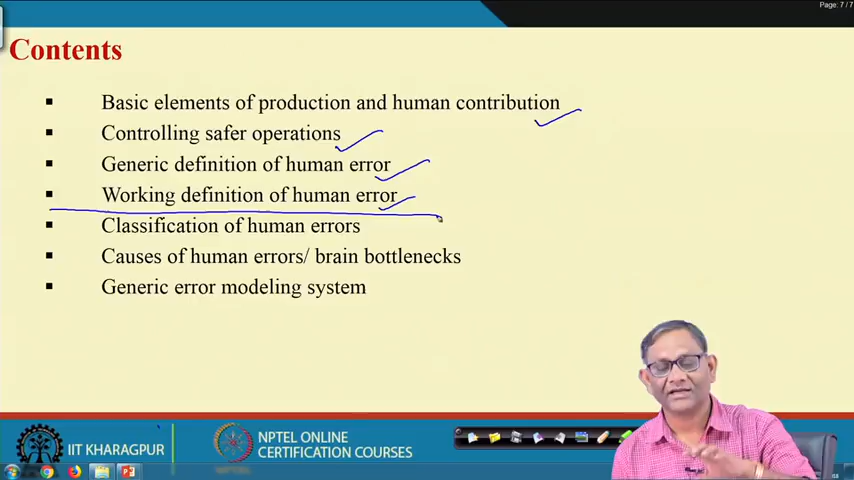 Page: 7 / 7
Contents
▪ Basic elements of production and human contribution
▪ Controlling safer operations
▪ Generic definition of human error
▪ Working definition of human error
▪ Classification of human errors
▪ Causes of human errors/ brain bottlenecks
▪ Generic error modeling system
IIT KHARAGPUR
NPTEL ONLINE
CERTIFICATION COURSES